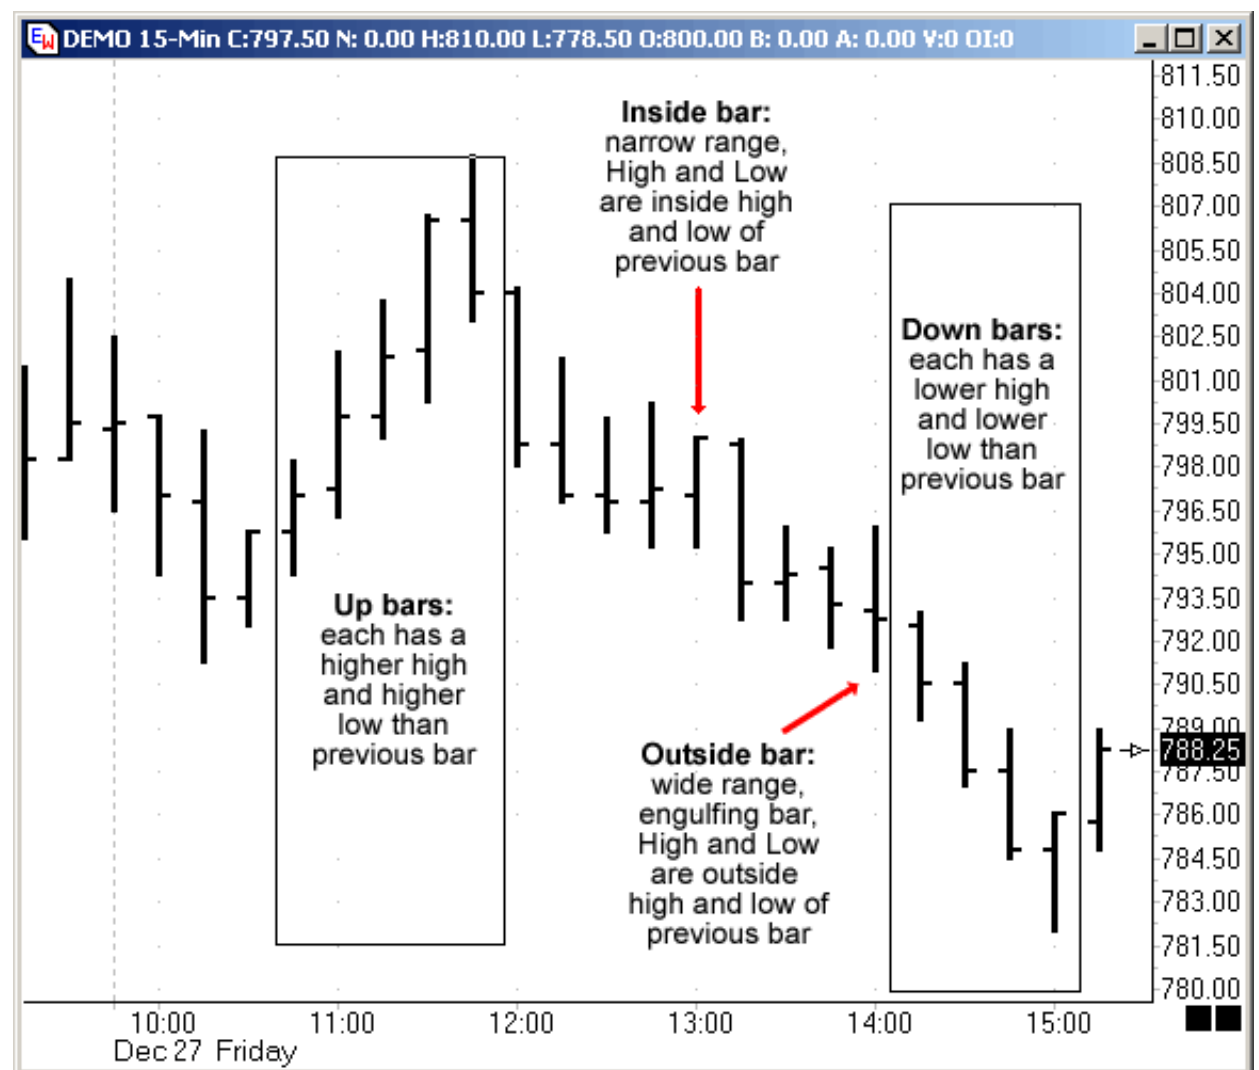 EW DEMO 15-Min C:797.50 N: 0.00 H:810.00 L:778.50 O:800.00 B: 0.00 A: 0.00 V:0 OI:0
811.50
810.00
808.50
807.00
805.50
804.00
802.50
801.00
799.50
798.00
796.50
795.00
793.50
792.00
790.50
789.00
788.25
787.50
786.00
784.50
783.00
781.50
780.00
Inside bar:
narrow range,
High and Low
are inside high
and low of
previous bar
Down bars:
each has a
lower high
and lower
low than
previous bar
Up bars:
each has a
higher high
and higher
low than
previous bar
Outside bar:
wide range,
engulfing bar,
High and Low
are outside
high and low of
previous bar
10:00 11:00 12:00 13:00 14:00 15:00
Dec 27 Friday